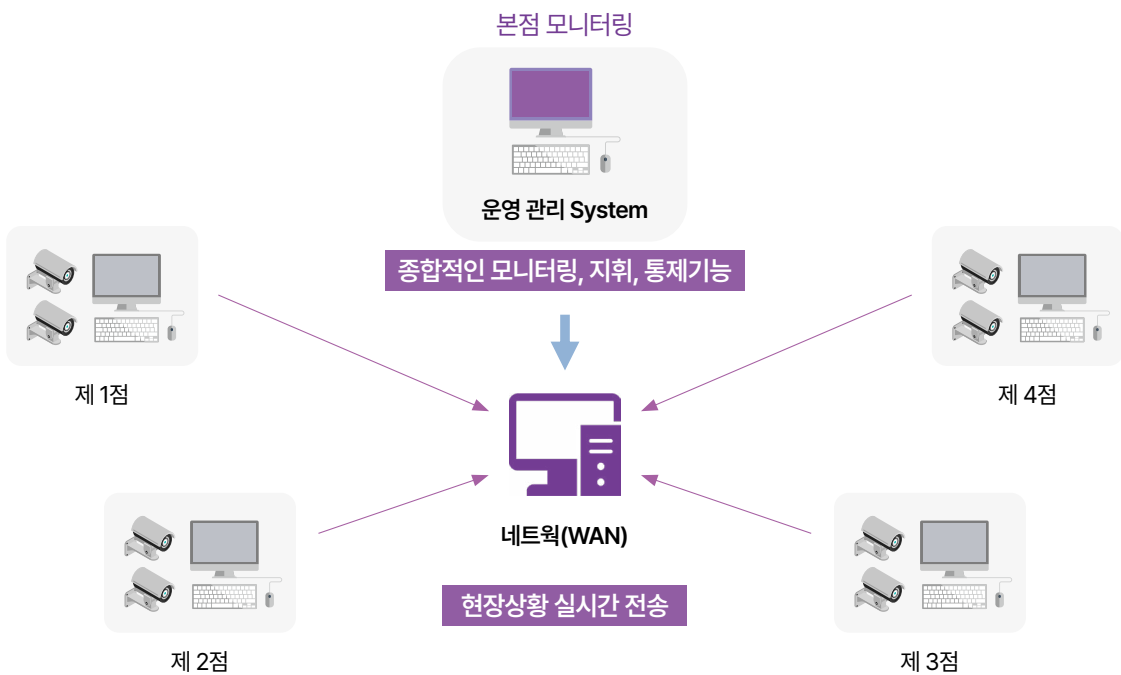 본점 모니터링
운영 관리 System
종합적인 모니터링, 지휘, 통제기능
제 1점
제 4점
네트웍(WAN)
현장상황 실시간 전송
제 2점
제 3점